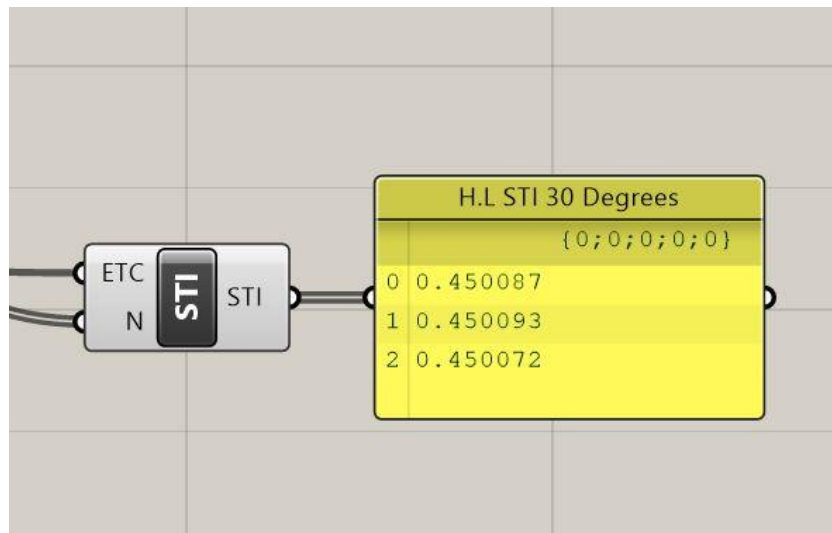 H.L STI 30 Degrees
{0;0;0;0;0}
ETC
N
STI
STI
0 0.450087
1 0.450093
2 0.450072